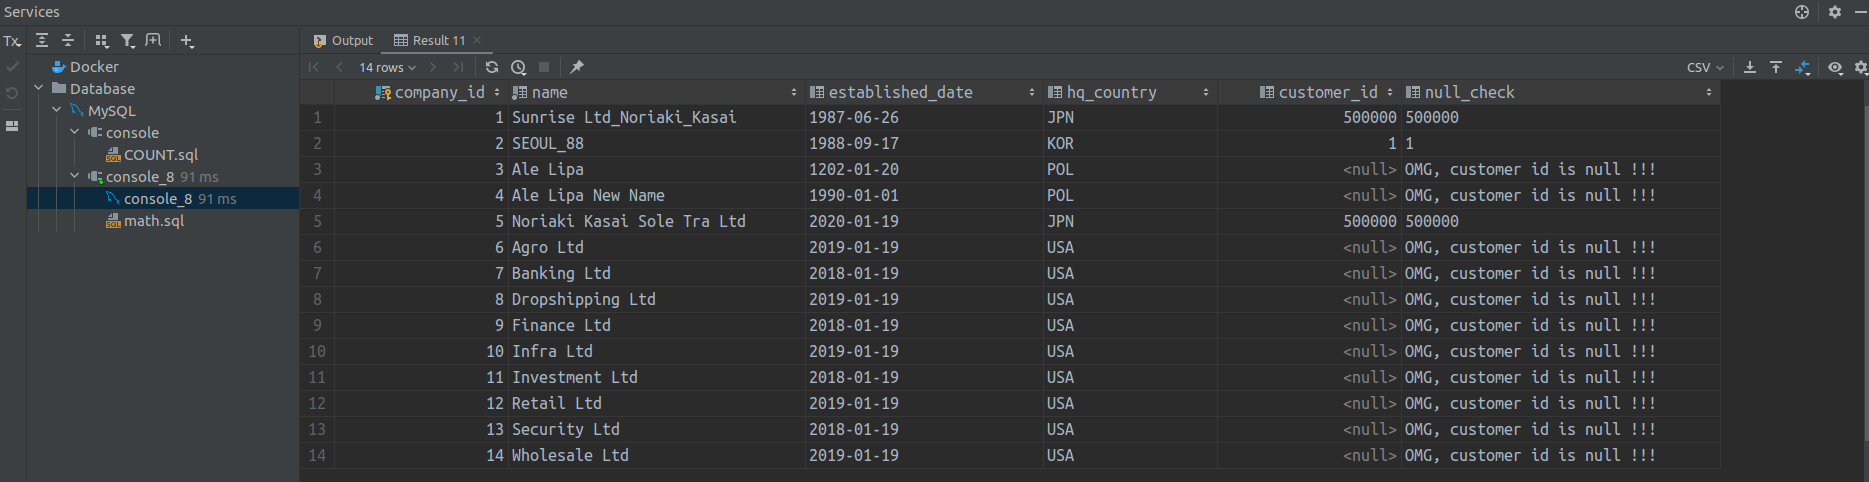 Services
Tx
Output
Result 11
14 rows
CSV
Docker
Database
MySQL
console
COUNT.sql
console_8 91 ms
console_8 91 ms
math.sql
company_id name established_date hq_country customer_id null_check
1 1 Sunrise Ltd_Noriaki_Kasai 1987-06-26 JPN 500000 500000
2 2 SEOUL_88 1988-09-17 KOR 1 1
3 3 Ale Lipa 1202-01-20 POL <null> OMG, customer id is null !!!
4 4 Ale Lipa New Name 1990-01-01 POL <null> OMG, customer id is null !!!
5 5 Noriaki Kasai Sole Tra Ltd 2020-01-19 JPN 500000 500000
6 6 Agro Ltd 2019-01-19 USA <null> OMG, customer id is null !!!
7 7 Banking Ltd 2018-01-19 USA <null> OMG, customer id is null !!!
8 8 Dropshipping Ltd 2019-01-19 USA <null> OMG, customer id is null !!!
9 9 Finance Ltd 2018-01-19 USA <null> OMG, customer id is null !!!
10 10 Infra Ltd 2019-01-19 USA <null> OMG, customer id is null !!!
11 11 Investment Ltd 2018-01-19 USA <null> OMG, customer id is null !!!
12 12 Retail Ltd 2019-01-19 USA <null> OMG, customer id is null !!!
13 13 Security Ltd 2018-01-19 USA <null> OMG, customer id is null !!!
14 14 Wholesale Ltd 2019-01-19 USA <null> OMG, customer id is null !!!